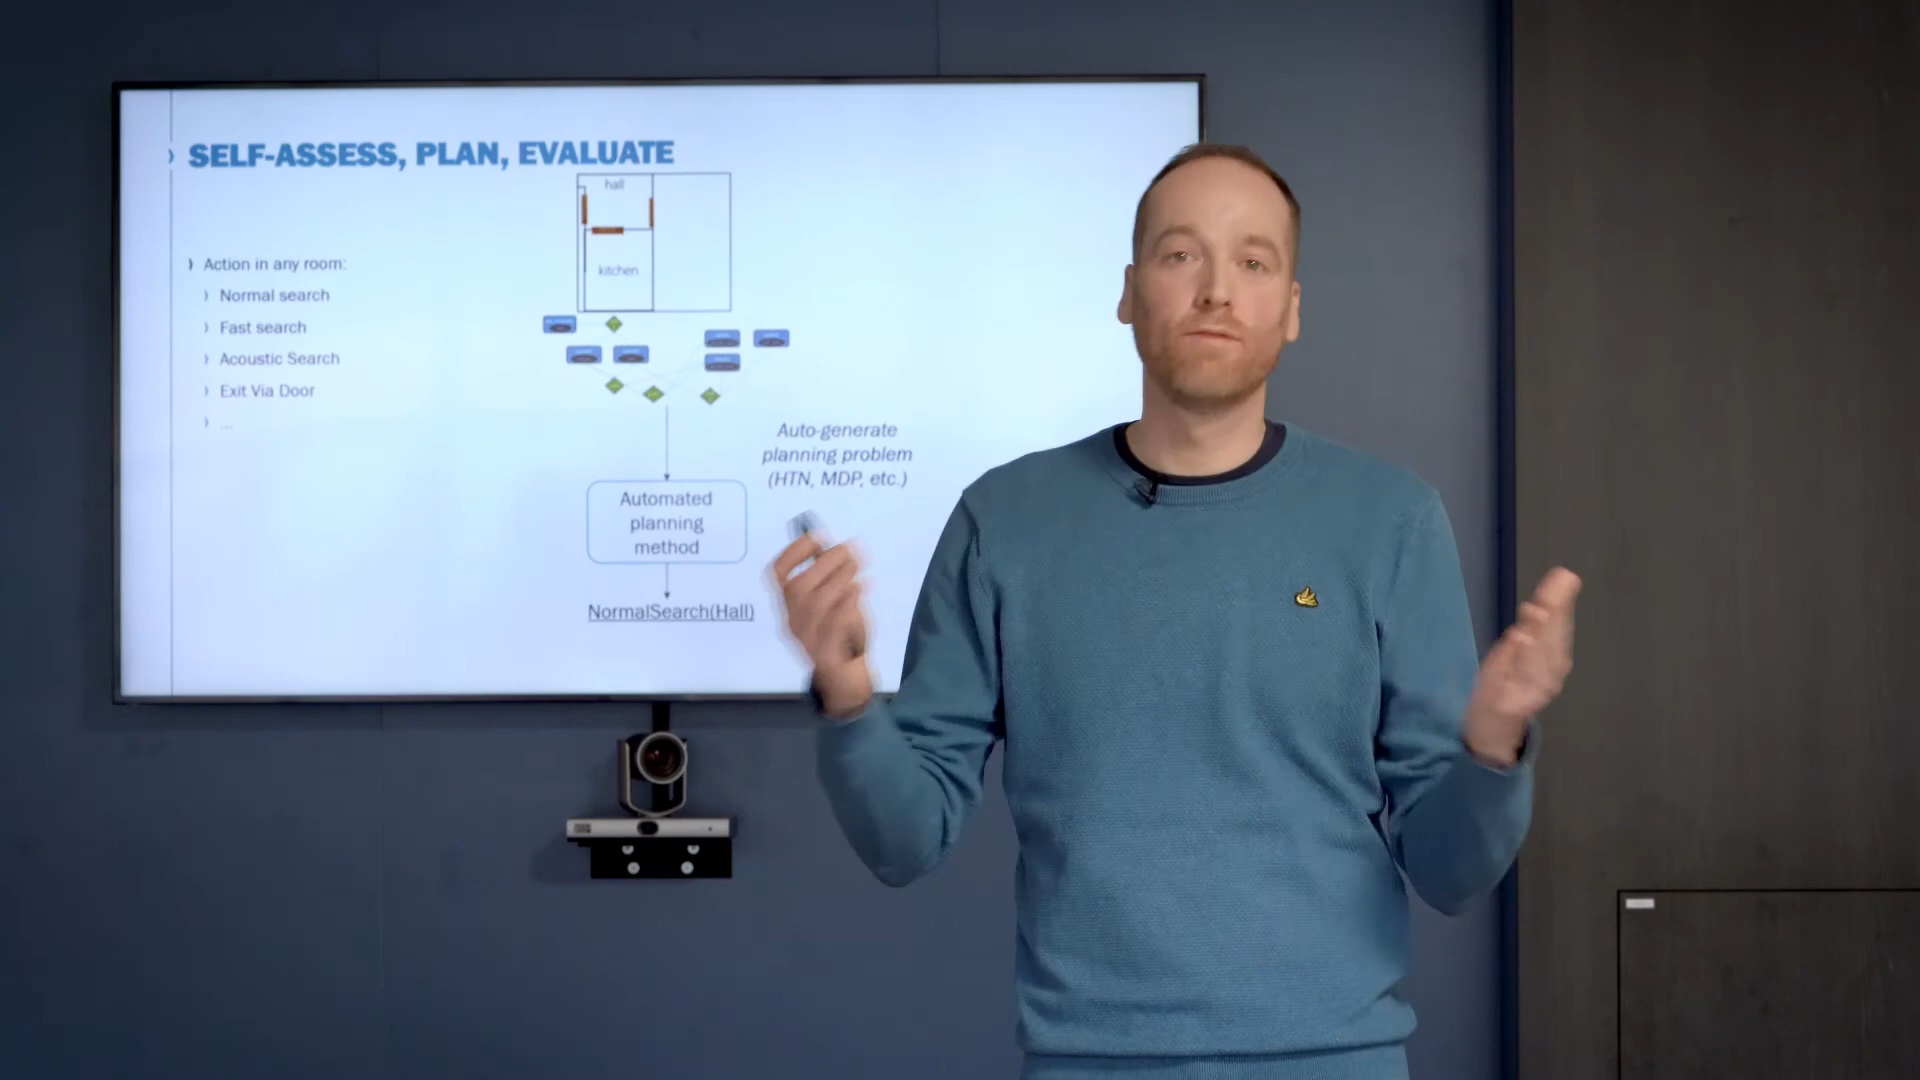 SELF-ASSESS, PLAN, EVALUATE
hall
kitchen
Action in any room:
Normal search
Fast search
Acoustic Search
Exit Via Door
...
Auto-generate
planning problem
(HTN, MDP, etc.)
Automated
planning
method
NormalSearch(Hall)